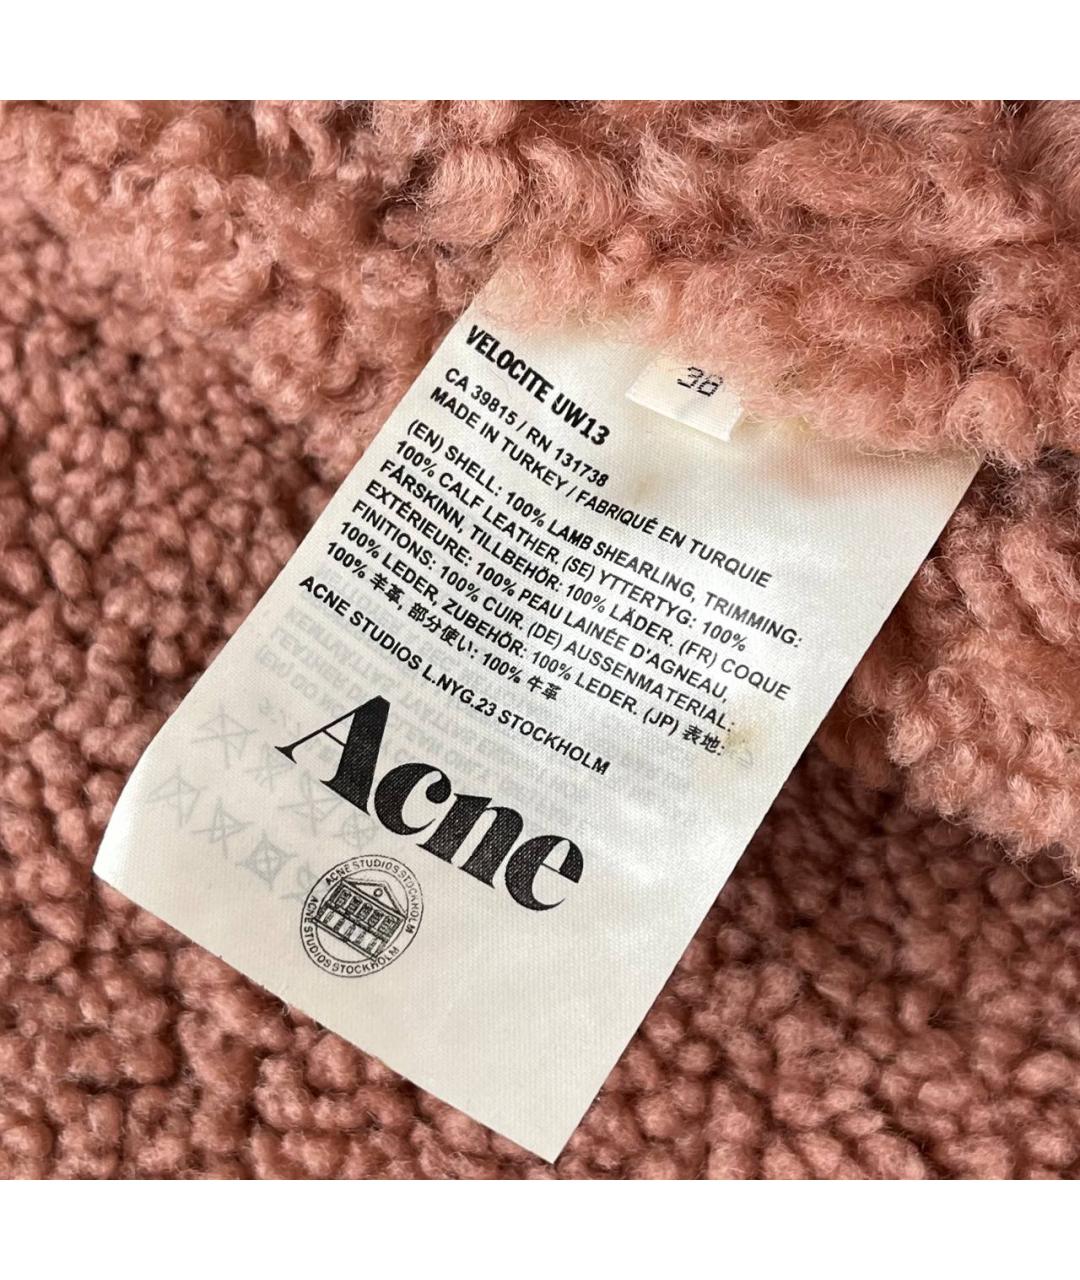 38
VELOCITE UW13
CA 39815 / RN 131738
MADE IN TURKEY / FABRIQUÉ EN TURQUIE
(EN) SHELL: 100% LAMB SHEARLING, TRIMMING:
100% CALF LEATHER. (SE) YTTERTYG: 100%
FÅRSKINN, TILLBEHÖR: 100% LÄDER. (FR) COQUE
EXTÉRIEURE: 100% PEAU LAINÉE D'AGNEAU,
FINITIONS: 100% CUIR. (DE) AUSSENMATERIAL:
100% LEDER, ZUBEHÖR: 100% LEDER. (JP) 表地:
100% 羊革, 部分使い: 100% 牛革
ACNE STUDIOS L.NYG.23 STOCKHOLM
Acne
ACNE STUDIOS STOCKHOLM
ACNE STUDIOS STOCKHOLM